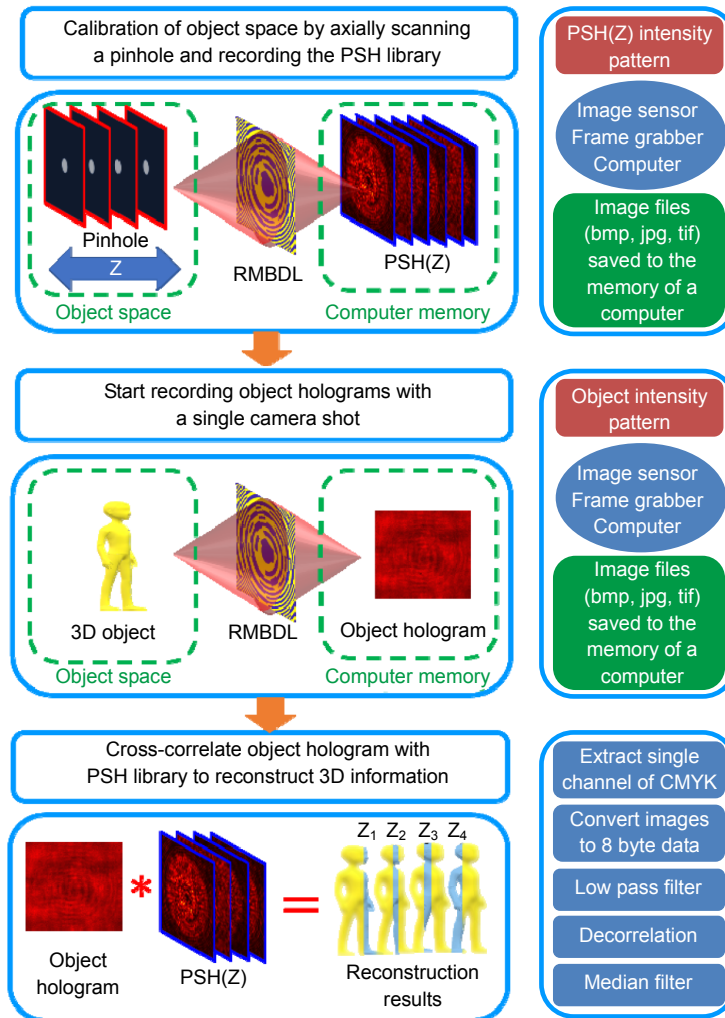 Calibration of object space by axially scanning
a pinhole and recording the PSH library
Pinhole
Z
Object space
RMBDL
PSH(Z)
Computer memory
PSH(Z) intensity
pattern
Image sensor
Frame grabber
Computer
Image files
(bmp, jpg, tif)
saved to the
memory of a
computer
Start recording object holograms with
a single camera shot
3D object
Object space
RMBDL
Object hologram
Computer memory
Object intensity
pattern
Image sensor
Frame grabber
Computer
Image files
(bmp, jpg, tif)
saved to the
memory of a
computer
Cross-correlate object hologram with
PSH library to reconstruct 3D information
Object
hologram
*
PSH(Z)
=
Z1 Z2 Z3 Z4
Reconstruction
results
Extract single
channel of CMYK
Convert images
to 8 byte data
Low pass filter
Decorrelation
Median filter